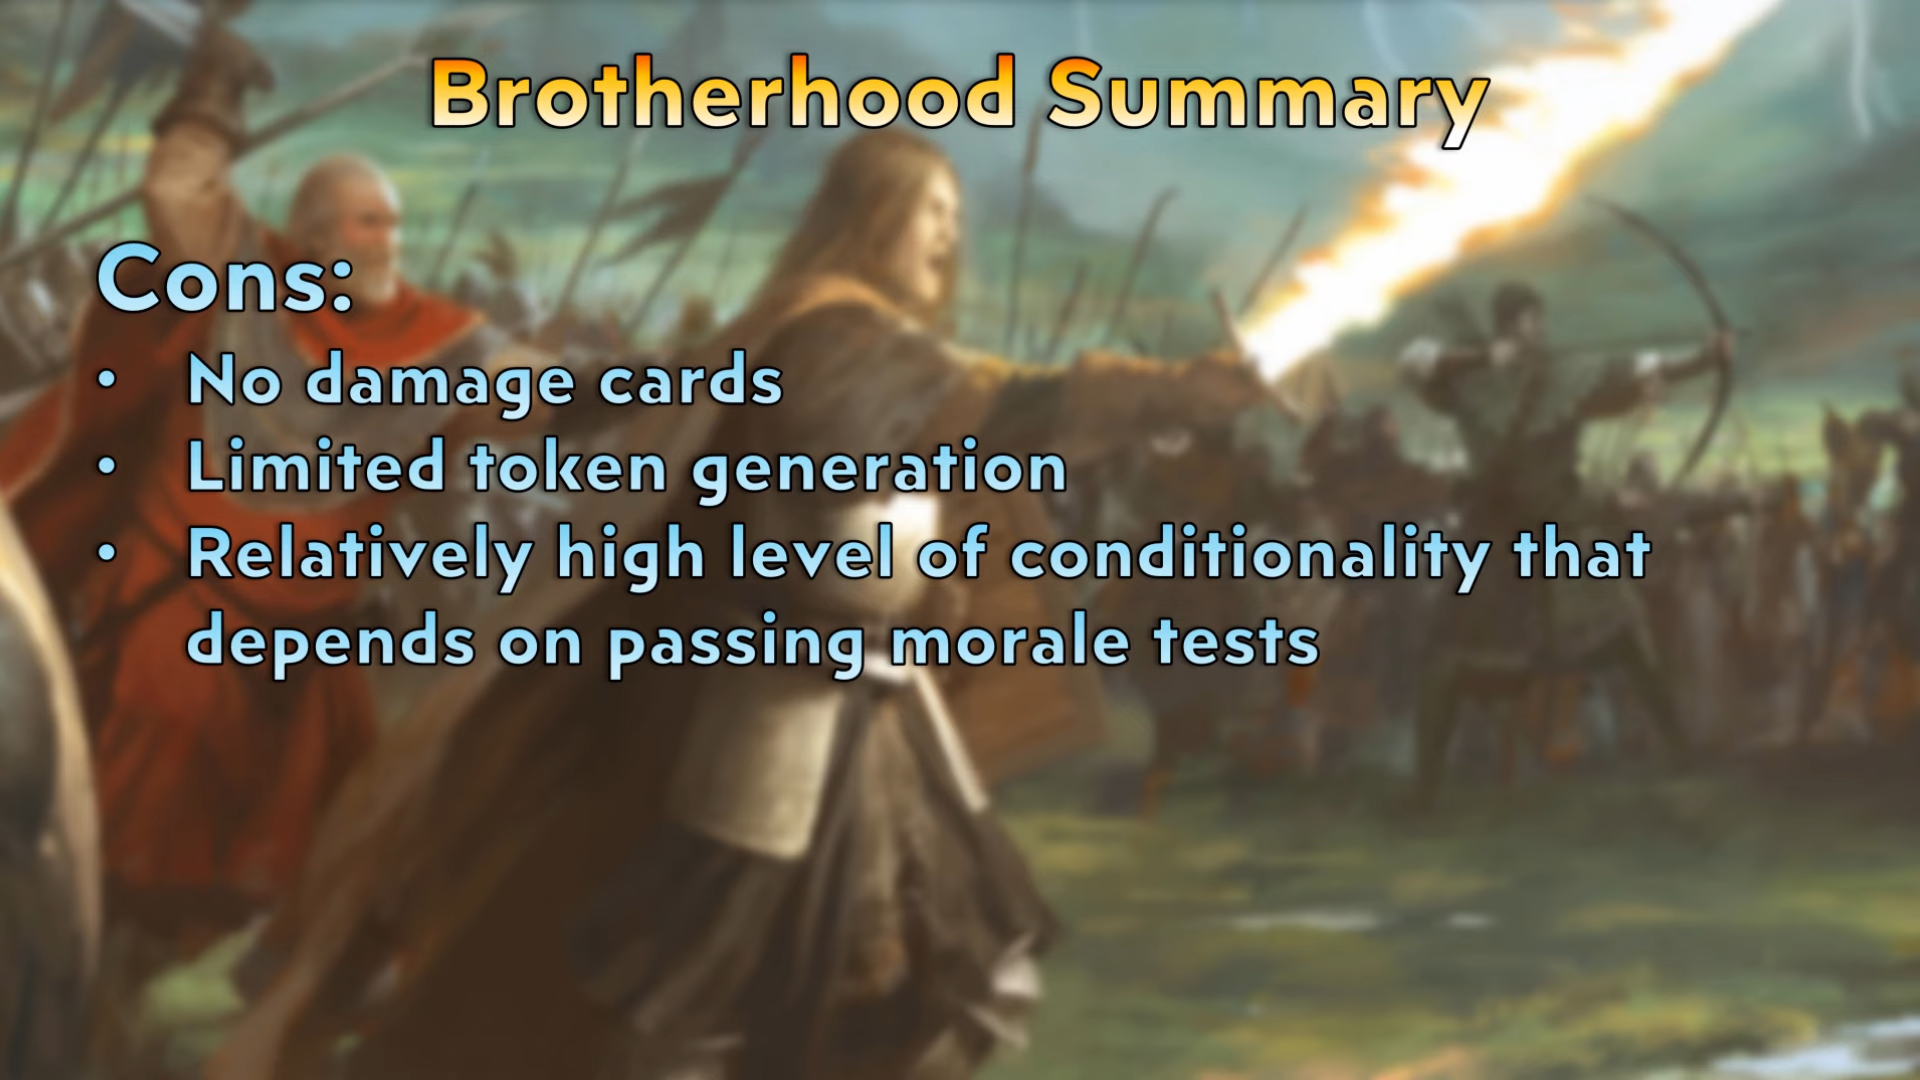 Brotherhood Summary
Cons:
• No damage cards
• Limited token generation
• Relatively high level of conditionality that
depends on passing morale tests